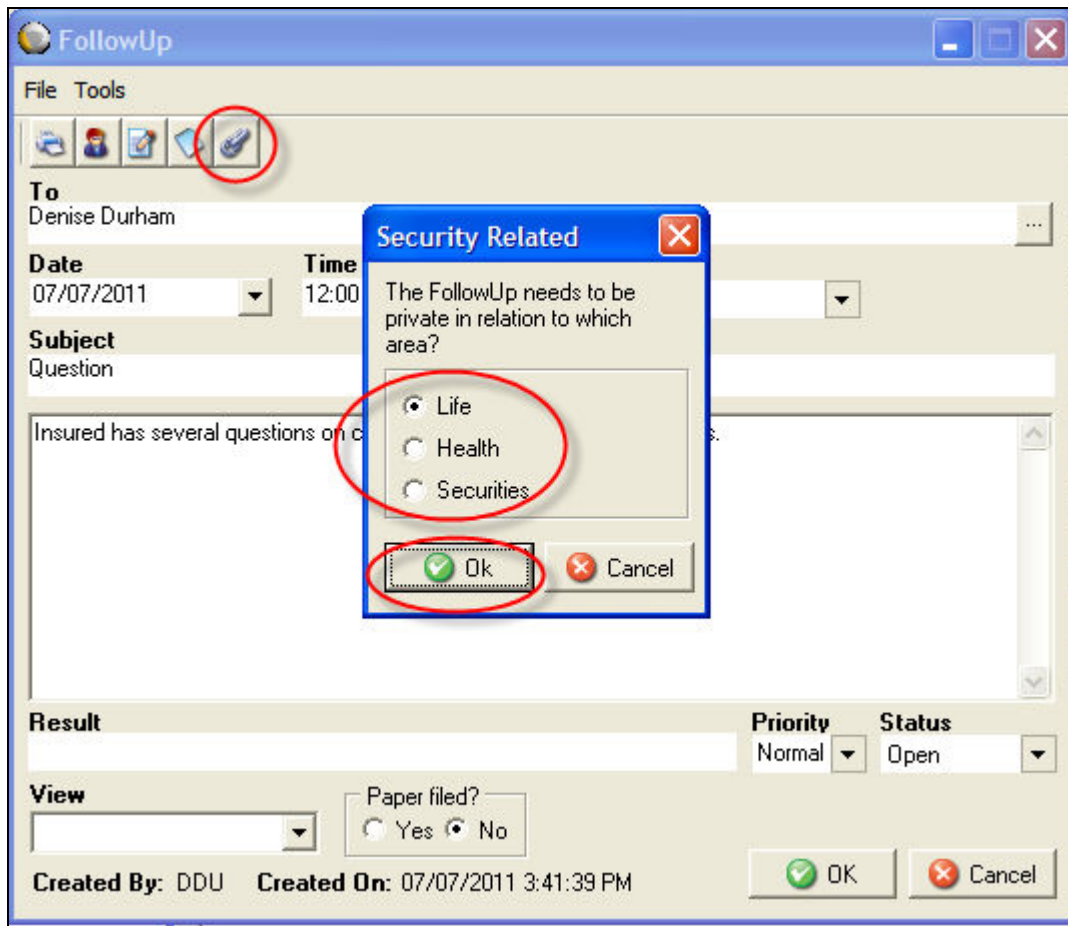 FollowUp
File Tools
To
Denise Durham
...
Date Time
07/07/2011 12:00
Subject
Question
Insured has several questions on
Security Related
The FollowUp needs to be
private in relation to which
area?
Life
Health
Securities
Ok Cancel
Result Priority Status
Normal Open
View Paper filed?
Yes No
Created By: DDU Created On: 07/07/2011 3:41:39 PM
OK Cancel